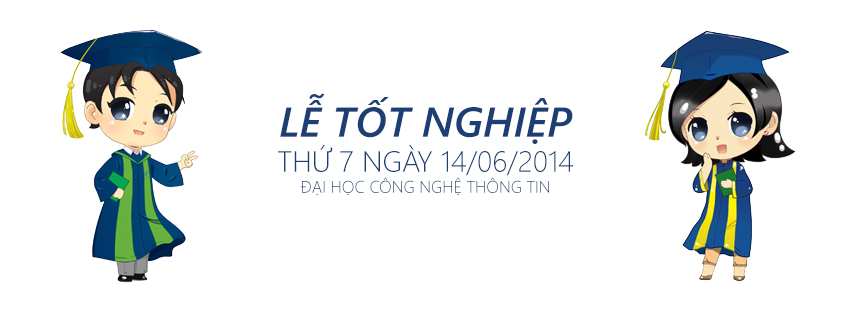 LỄ TỐT NGHIỆP
THỨ 7 NGÀY 14/06/2014
ĐẠI HỌC CÔNG NGHỆ THÔNG TIN